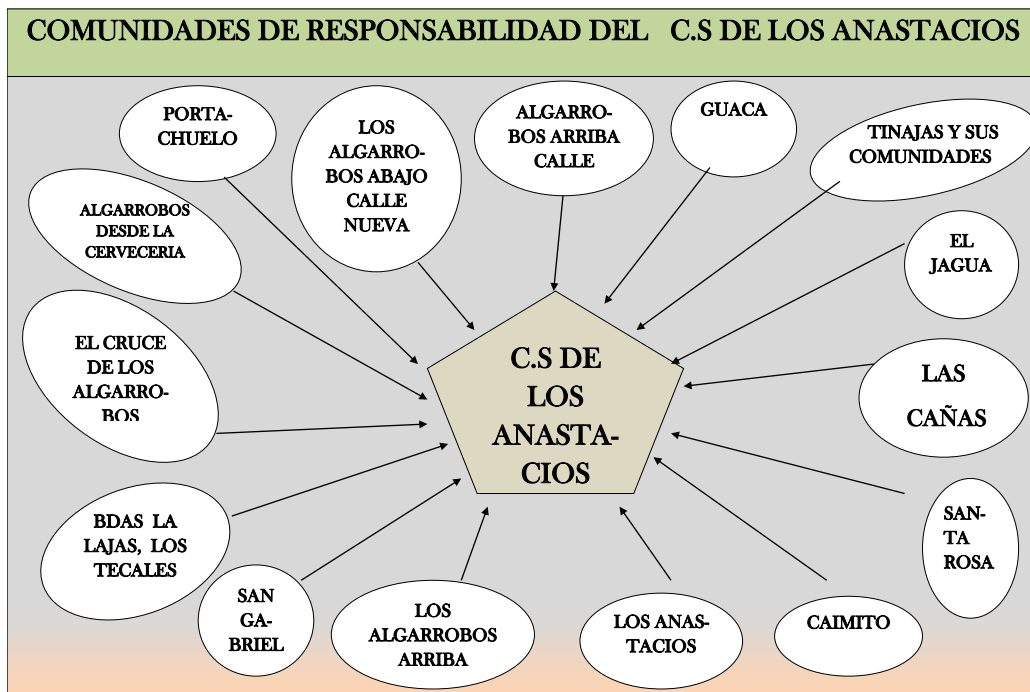 COMUNIDADES DE RESPONSABILIDAD DEL C.S DE LOS ANASTACIOS
PORTA-
CHUELO
LOS
ALGARRO-
BOS ABAJO
CALLE
NUEVA
ALGARRO-
BOS ARRIBA
CALLE
GUACA
TINAJAS Y SUS
COMUNIDADES
ALGARROBOS
DESDE LA
CERVECERIA
EL
JAGUA
EL CRUCE
DE LOS
ALGARRO-
BOS
C.S DE
LOS
ANASTA-
CIOS
LAS
CAÑAS
BDAS LA
LAJAS, LOS
TECALES
SAN-
TA
ROSA
SAN
GA-
BRIEL
LOS
ALGARROBOS
ARRIBA
LOS ANAS-
TACIOS
CAIMITO